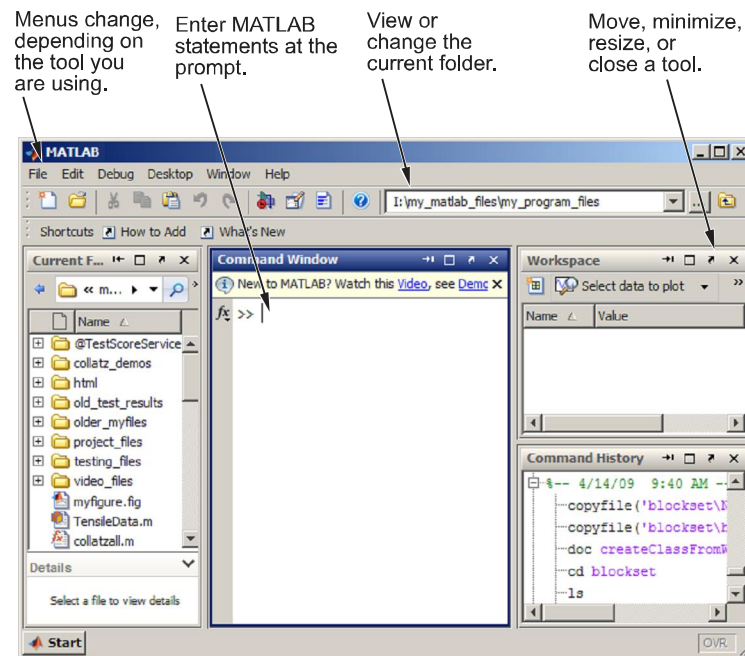 Menus change,
depending on
the tool you
are using.
Enter MATLAB
statements at the
prompt.
View or
change the
current folder.
Move, minimize,
resize, or
close a tool.
MATLAB
File Edit Debug Desktop Window Help
I:\my_matlab_files\my_program_files
...
Shortcuts How to Add What's New
Current F...
« m...
Name
@TestScoreService
collatz_demos
html
old_test_results
older_myfiles
project_files
testing_files
video_files
myfigure.fig
TensileData.m
collatzall.m
Details
Select a file to view details
Command Window
New to MATLAB? Watch this Video, see Demo
fx >>
Workspace
Select data to plot »
Name Value
Command History
%-- 4/14/09 9:40 AM --
copyfile('blockset\
copyfile('blockset\h
doc createClassFrom
cd blockset
ls
Start
OVR